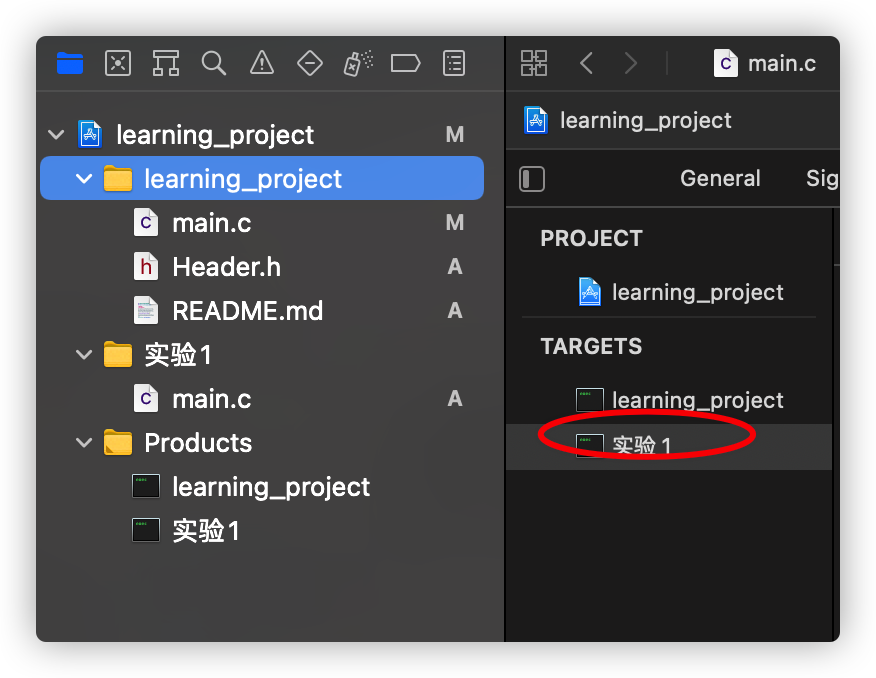 main.c
learning_project
General
Sig
learning_project M
learning_project
main.c M
Header.h A
README.md A
实验1
main.c A
Products
learning_project
实验1
PROJECT
learning_project
TARGETS
learning_project
实验1